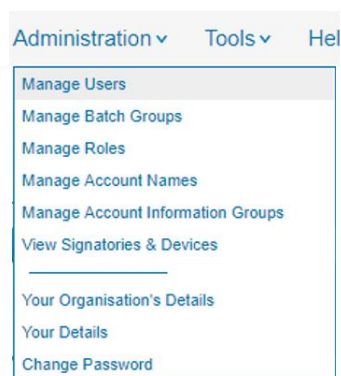 Administration Tools Hel
Manage Users
Manage Batch Groups
Manage Roles
Manage Account Names
Manage Account Information Groups
View Signatories & Devices
Your Organisation's Details
Your Details
Change Password